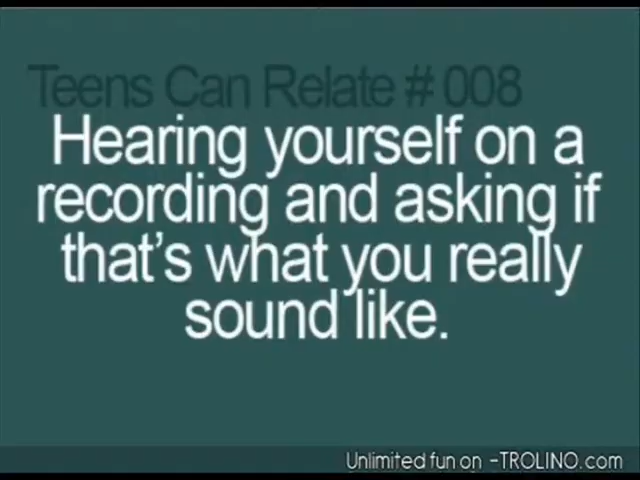 Teens Can Relate # 008
Hearing yourself on a
recording and asking if
that's what you really
sound like.
Unlimited fun on -TROLINO.com